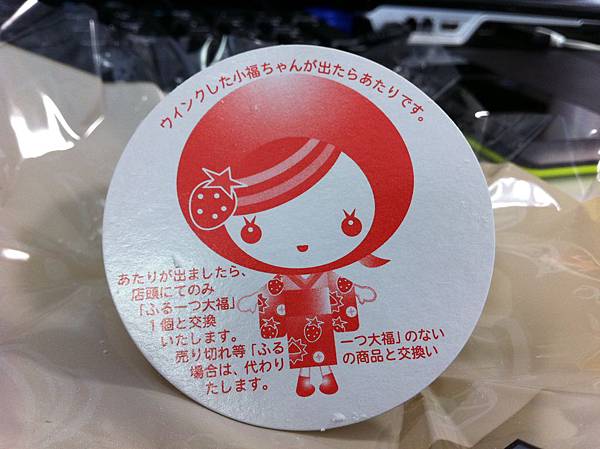 ウインクした小福ちゃんが出たらあたりです。
あたりが出ましたら、
店頭にてのみ
「ふる一つ大福」
1個と交換
いたします。
売り切れ等「ふる一つ大福」のない
場合は、代わりの商品と交換い
たします。